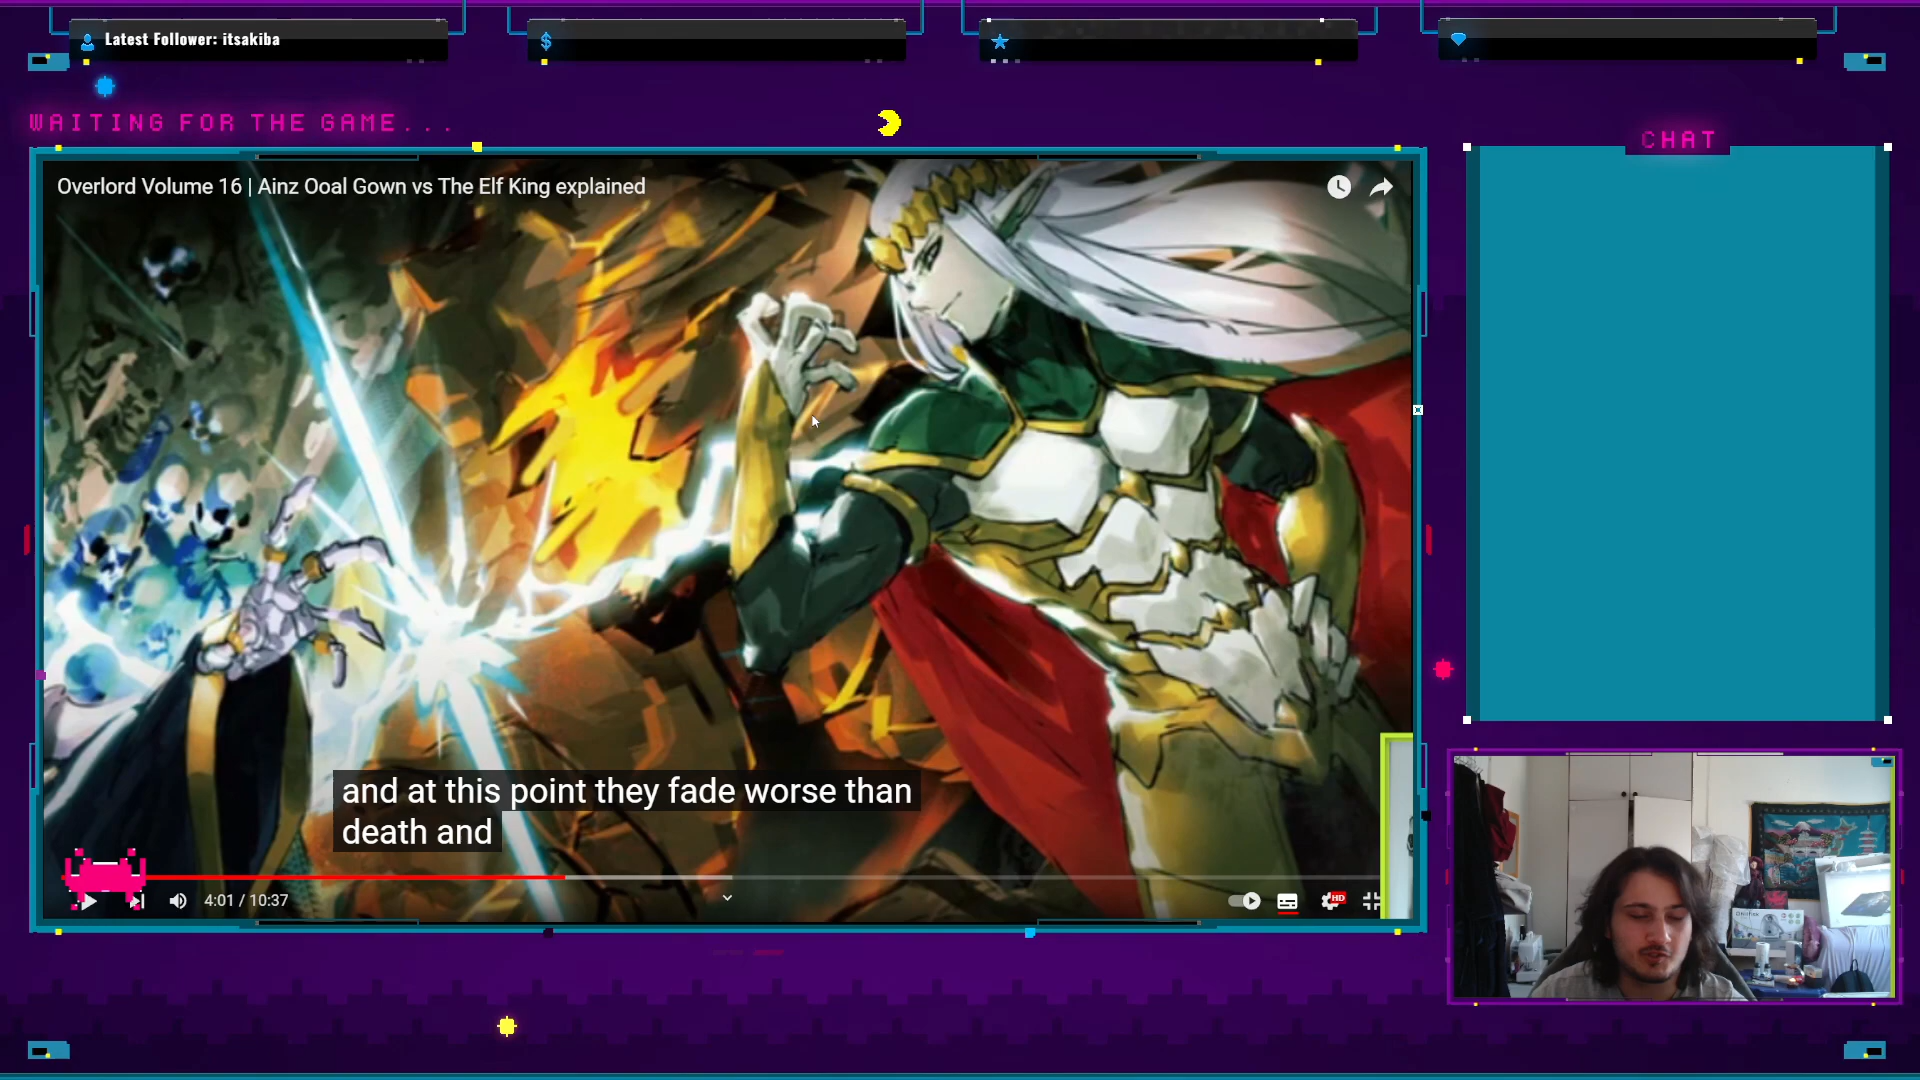 Latest Follower: itsakiba
WAITING FOR THE GAME...
CHAT
Overlord Volume 16 | Ainz Ooal Gown vs The Elf King explained
and at this point they fade worse than
death and
4:01 / 10:37
HD